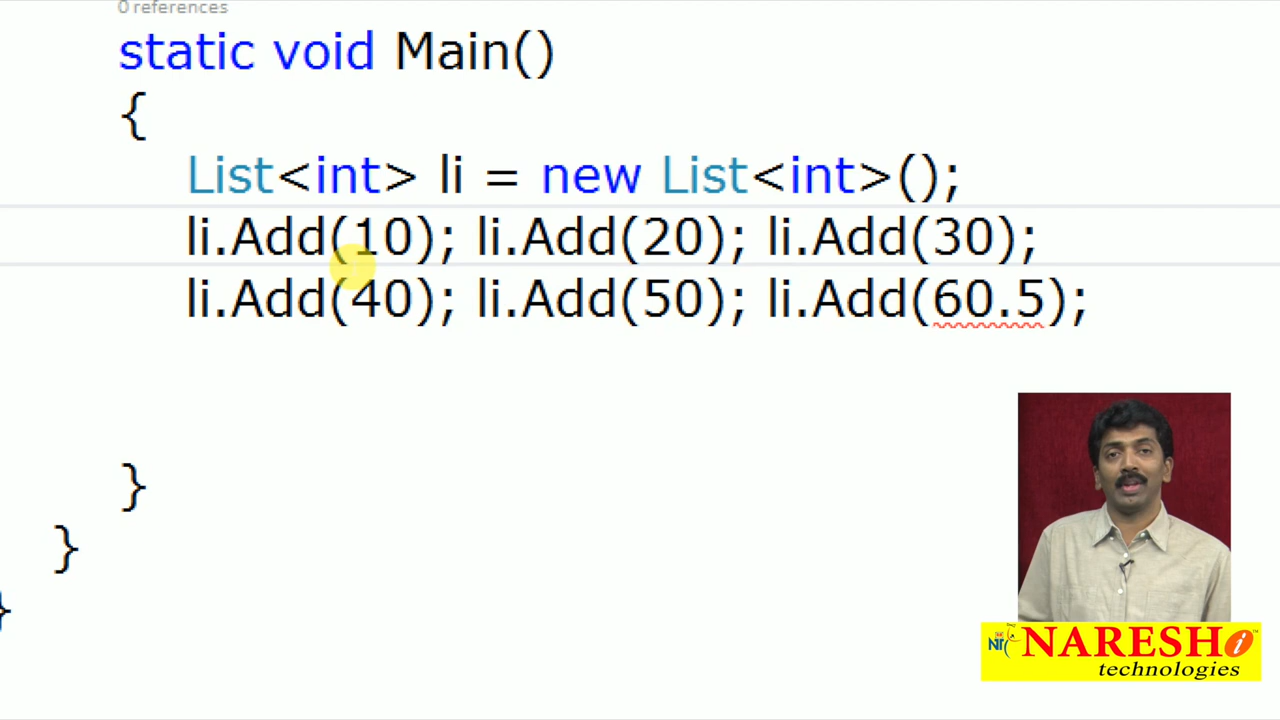 0 references
static void Main()
{
List<int> li = new List<int>();
li.Add(10); li.Add(20); li.Add(30);
li.Add(40); li.Add(50); li.Add(60.5);
}
}
}
NARESH i
technologies